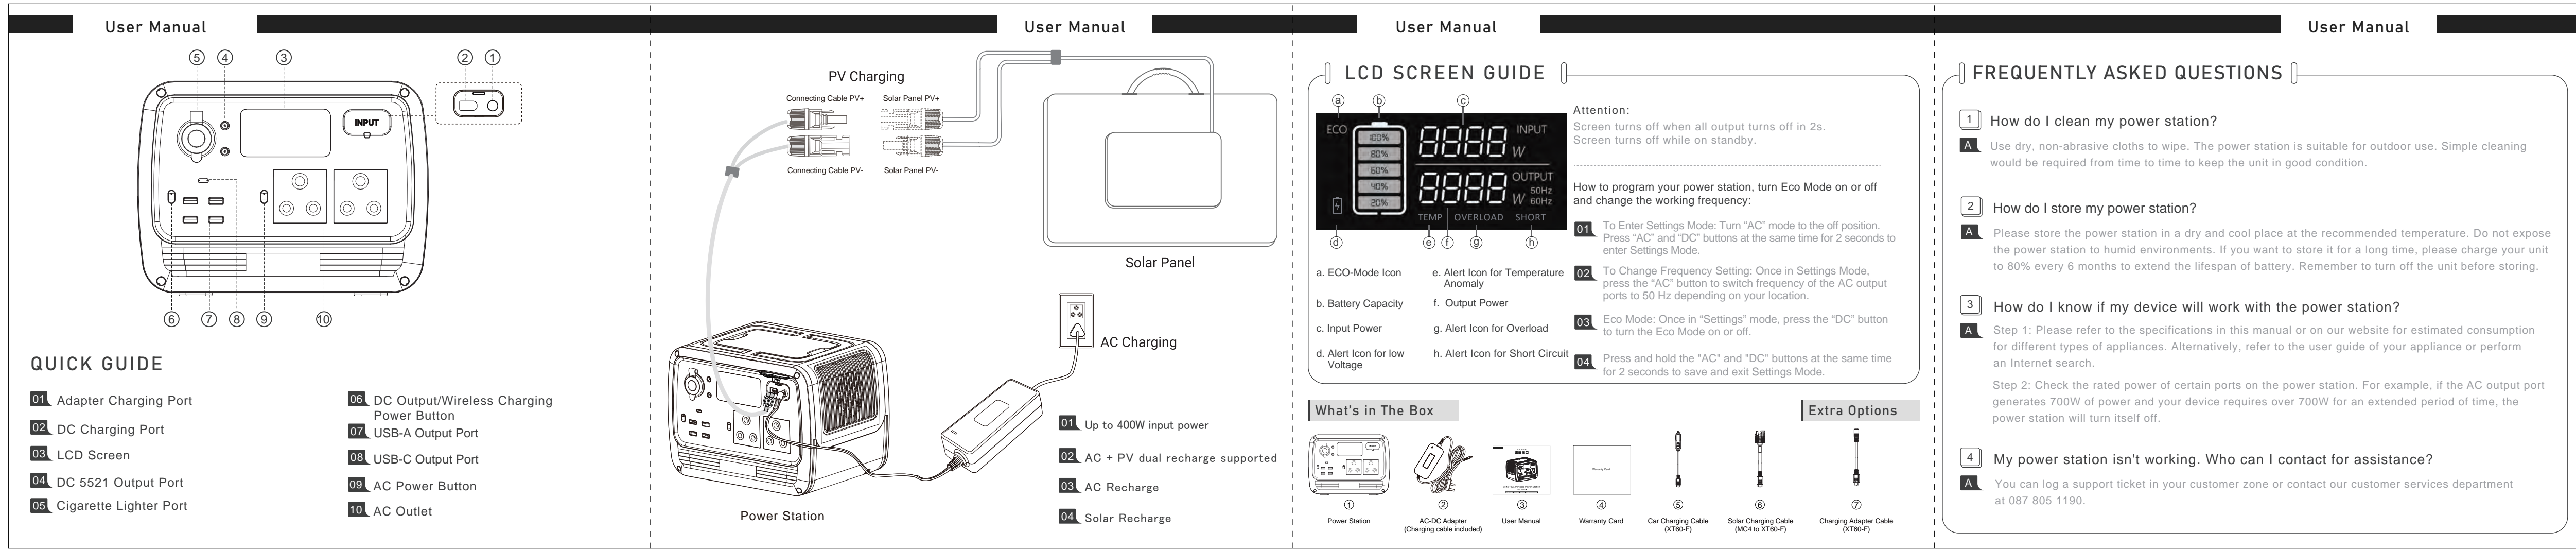 User Manual
5
4
3
2
1
INPUT
6
7
8
9
10
QUICK GUIDE
01 Adapter Charging Port
02 DC Charging Port
03 LCD Screen
04 DC 5521 Output Port
05 Cigarette Lighter Port
06 DC Output/Wireless Charging
Power Button
07 USB-A Output Port
08 USB-C Output Port
09 AC Power Button
10 AC Outlet
User Manual
PV Charging
Connecting Cable PV+
Solar Panel PV+
Connecting Cable PV-
Solar Panel PV-
Solar Panel
AC Charging
Power Station
01 Up to 400W input power
02 AC + PV dual recharge supported
03 AC Recharge
04 Solar Recharge
User Manual
LCD SCREEN GUIDE
a
b
c
ECO
100%
80%
60%
40%
20%
8888 INPUT
W
8888 OUTPUT
W 50Hz
60Hz
TEMP OVERLOAD SHORT
d
e
f
g
h
a. ECO-Mode Icon
b. Battery Capacity
c. Input Power
d. Alert Icon for low
Voltage
e. Alert Icon for Temperature
Anomaly
f. Output Power
g. Alert Icon for Overload
h. Alert Icon for Short Circuit
Attention:
Screen turns off when all output turns off in 2s.
Screen turns off while on standby.
How to program your power station, turn Eco Mode on or off
and change the working frequency:
01 To Enter Settings Mode: Turn “AC” mode to the off position.
Press “AC” and “DC” buttons at the same time for 2 seconds to
enter Settings Mode.
02 To Change Frequency Setting: Once in Settings Mode,
press the “AC” button to switch frequency of the AC output
ports to 50 Hz depending on your location.
03 Eco Mode: Once in “Settings” mode, press the “DC” button
to turn the Eco Mode on or off.
04 Press and hold the "AC" and "DC" buttons at the same time
for 2 seconds to save and exit Settings Mode.
What's in The Box
Extra Options
Warranty Card
1
Power Station
2
AC-DC Adapter
(Charging cable included)
3
User Manual
4
Warranty Card
5
Car Charging Cable
(XT60-F)
6
Solar Charging Cable
(MC4 to XT60-F)
7
Charging Adapter Cable
(XT60-F)
User Manual
FREQUENTLY ASKED QUESTIONS
1 How do I clean my power station?
A Use dry, non-abrasive cloths to wipe. The power station is suitable for outdoor use. Simple cleaning
would be required from time to time to keep the unit in good condition.
2 How do I store my power station?
A Please store the power station in a dry and cool place at the recommended temperature. Do not expose
the power station to humid environments. If you want to store it for a long time, please charge your unit
to 80% every 6 months to extend the lifespan of battery. Remember to turn off the unit before storing.
3 How do I know if my device will work with the power station?
A Step 1: Please refer to the specifications in this manual or on our website for estimated consumption
for different types of appliances. Alternatively, refer to the user guide of your appliance or perform
an Internet search.
Step 2: Check the rated power of certain ports on the power station. For example, if the AC output port
generates 700W of power and your device requires over 700W for an extended period of time, the
power station will turn itself off.
4 My power station isn't working. Who can I contact for assistance?
A You can log a support ticket in your customer zone or contact our customer services department
at 087 805 1190.